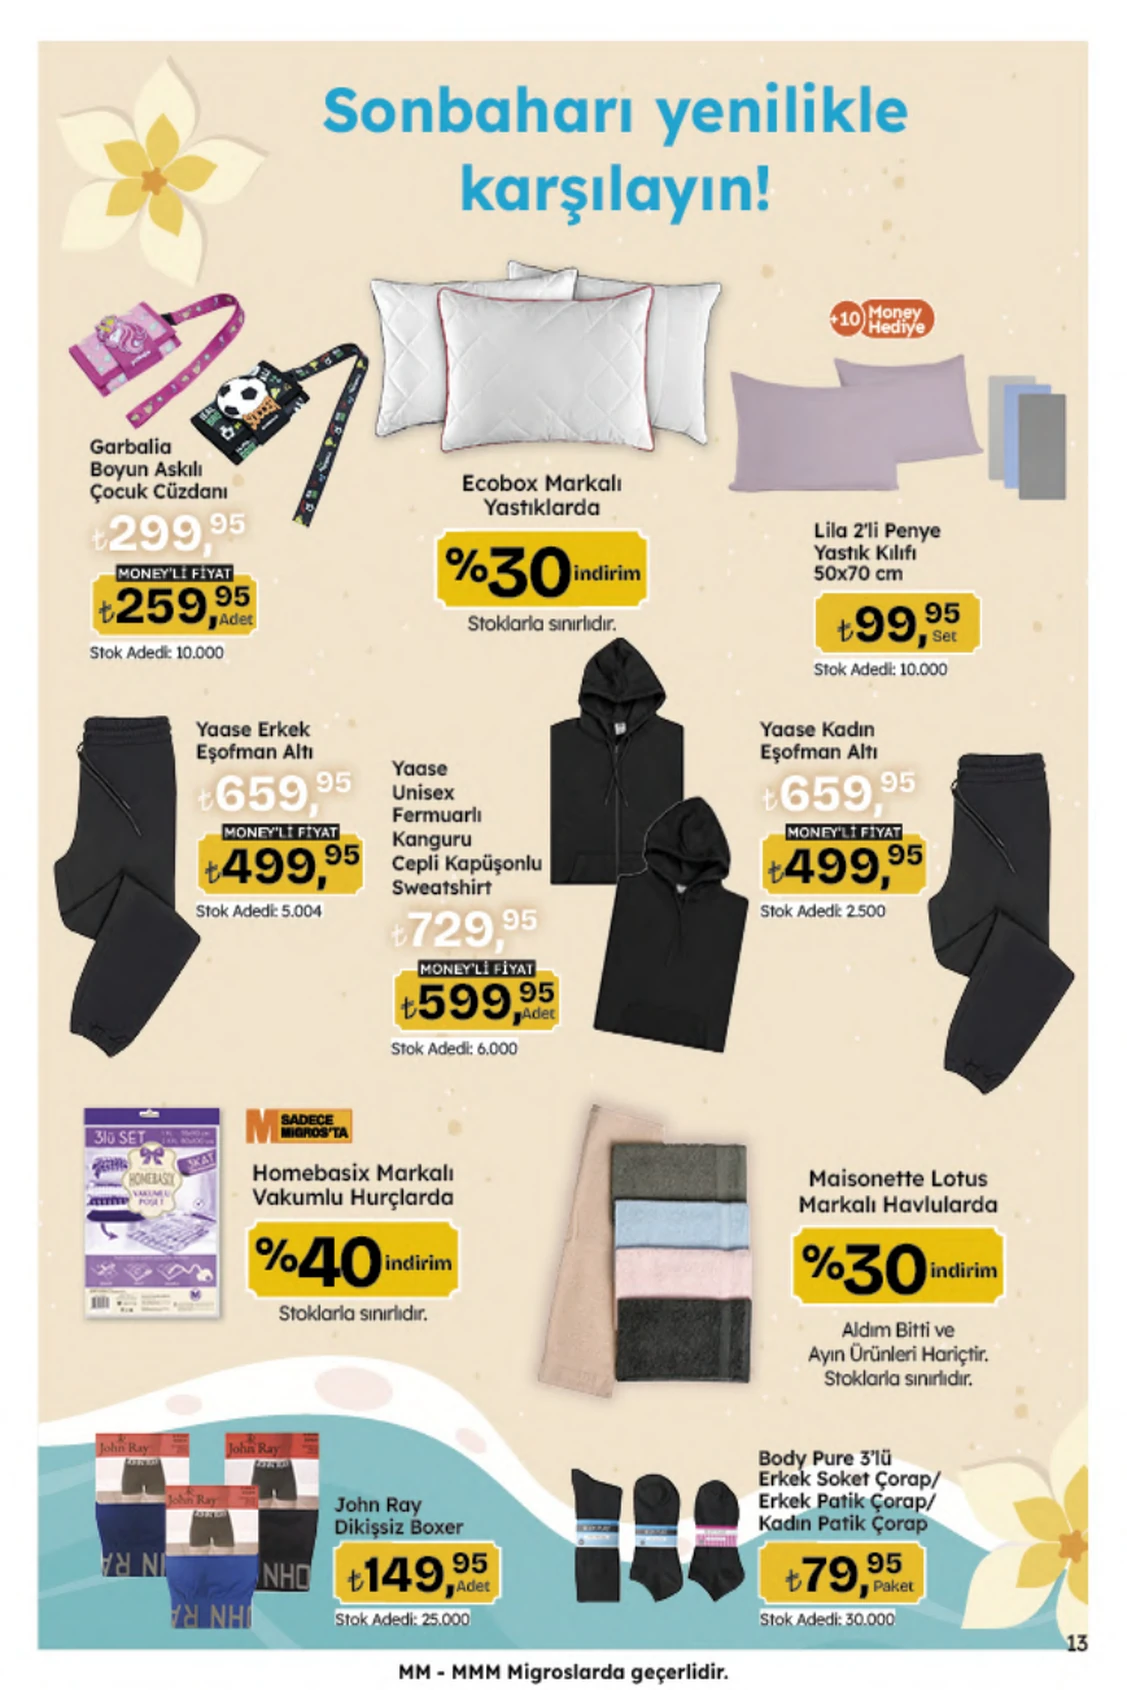 Sonbaharı yenilikle
karşılayın!
Garbalia
Boyun Askılı
Çocuk Cüzdanı
₺299,95
MONEY'Lİ FİYAT
₺259,95 Adet
Stok Adedi: 10.000
Ecobox Markalı
Yastıklarda
%30 indirim
Stoklarla sınırlıdır.
+10 Money
Hediye
Lila 2'li Penye
Yastık Kılıfı
50x70 cm
₺99,95 Set
Stok Adedi: 10.000
Yaase Erkek
Eşofman Altı
₺659,95
MONEY'Lİ FİYAT
₺499,95
Stok Adedi: 5.004
Yaase
Unisex
Fermuarlı
Kanguru
Cepli Kapüşonlu
Sweatshirt
₺729,95
MONEY'Lİ FİYAT
₺599,95 Adet
Stok Adedi: 6.000
Yaase Kadın
Eşofman Altı
₺659,95
MONEY'Lİ FİYAT
₺499,95
Stok Adedi: 2.500
3lü SET
HOMEBASIX
VAKUMLU
POŞET
M SADECE
MİGROS'TA
Homebasix Markalı
Vakumlu Hurçlarda
%40 indirim
Stoklarla sınırlıdır.
Maisonette Lotus
Markalı Havlularda
%30 indirim
Aldım Bitti ve
Ayın Ürünleri Hariçtir.
Stoklarla sınırlıdır.
John Ray
John Ray
John Ray
John Ray
Dikişsiz Boxer
₺149,95 Adet
Stok Adedi: 25.000
Body Pure 3'lü
Erkek Soket Çorap/
Erkek Patik Çorap/
Kadın Patik Çorap
₺79,95 Paket
Stok Adedi: 30.000
13
MM - MMM Migroslarda geçerlidir.